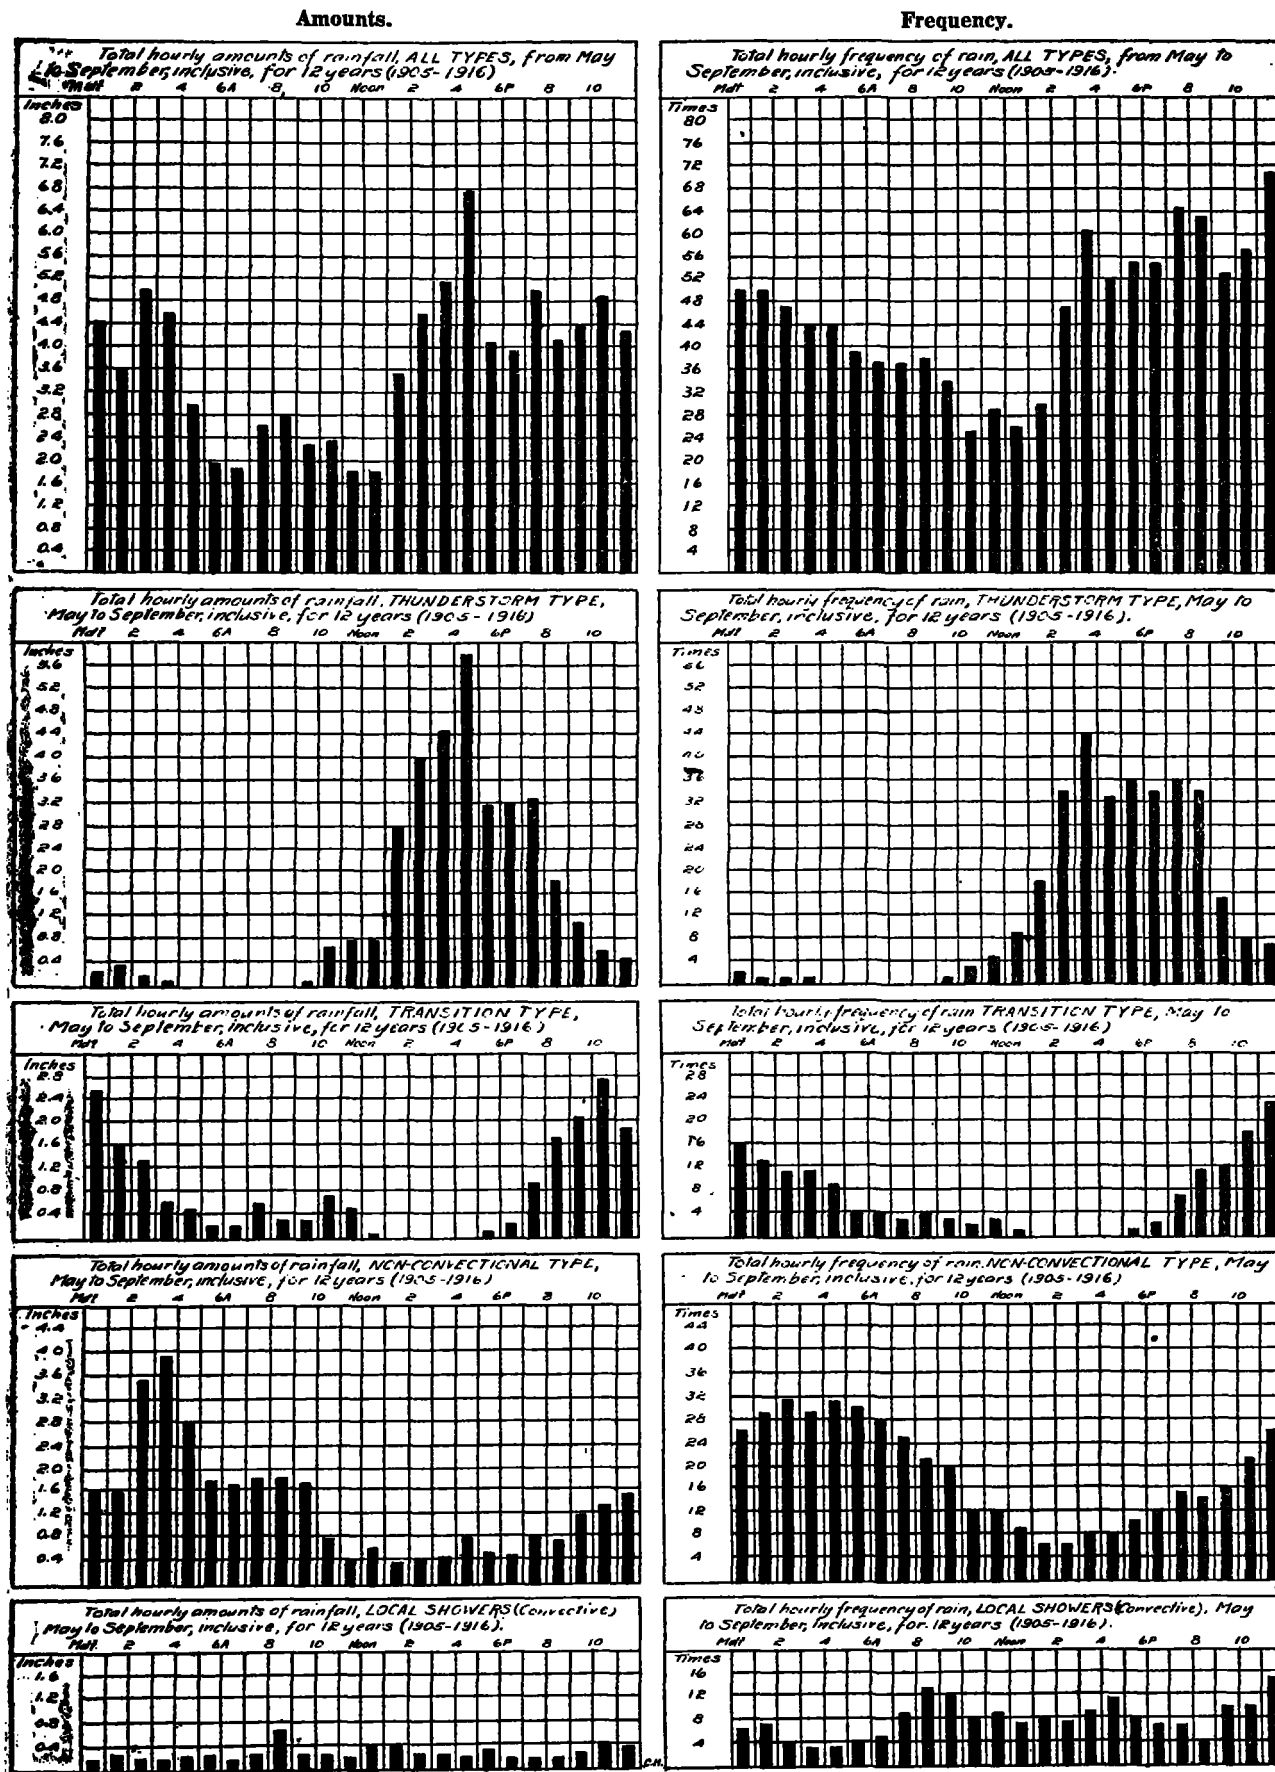 Amounts.
Total hourly amounts of rainfall, ALL TYPES, from May
to September, inclusive, for 12 years (1905-1916)
Mdt 2 4 6A 8 10 Noon 2 4 6P 8 10
Inches
8.0
7.6
7.2
6.8
6.4
6.0
5.6
5.2
4.8
4.4
4.0
3.6
3.2
2.8
2.4
2.0
1.6
1.2
0.8
0.4
Total hourly amounts of rainfall, THUNDERSTORM TYPE,
May to September, inclusive, for 12 years (1905-1916)
Mdt 2 4 6A 8 10 Noon 2 4 6P 8 10
Inches
5.6
5.2
4.8
4.4
4.0
3.6
3.2
2.8
2.4
2.0
1.6
1.2
0.8
0.4
Total hourly amounts of rainfall, TRANSITION TYPE,
May to September, inclusive, for 12 years (1905-1916)
Mdt 2 4 6A 8 10 Noon 2 4 6P 8 10
Inches
2.8
2.4
2.0
1.6
1.2
0.8
0.4
Total hourly amounts of rainfall, NON-CONVECTIONAL TYPE,
May to September, inclusive, for 12 years (1905-1916)
Mdt 2 4 6A 8 10 Noon 2 4 6P 8 10
Inches
4.4
4.0
3.6
3.2
2.8
2.4
2.0
1.6
1.2
0.8
0.4
Total hourly amounts of rainfall, LOCAL SHOWERS (Convective)
May to September, inclusive, for 12 years (1905-1916).
Mdt. 2 4 6A 8 10 Noon 2 4 6P 8 10
Inches
1.6
1.2
0.8
0.4
C.H.
Frequency.
Total hourly frequency of rain, ALL TYPES, from May to
September, inclusive, for 12 years (1905-1916).
Mdt 2 4 6A 8 10 Noon 2 4 6P 8 10
Times
80
76
72
68
64
60
56
52
48
44
40
36
32
28
24
20
16
12
8
4
Total hourly frequency of rain, THUNDERSTORM TYPE, May to
September, inclusive, for 12 years (1905-1916).
Mdt 2 4 6A 8 10 Noon 2 4 6P 8 10
Times
56
52
48
44
40
36
32
28
24
20
16
12
8
4
Total hourly frequency of rain TRANSITION TYPE, May to
September, inclusive, for 12 years (1905-1916)
Mdt 2 4 6A 8 10 Noon 2 4 6P 8 10
Times
28
24
20
16
12
8
4
Total hourly frequency of rain, NON-CONVECTIONAL TYPE, May
to September, inclusive, for 12 years (1905-1916)
Mdt 2 4 6A 8 10 Noon 2 4 6P 8 10
Times
44
40
36
32
28
24
20
16
12
8
4
Total hourly frequency of rain, LOCAL SHOWERS (Convective), May
to September, inclusive, for 12 years (1905-1916).
Mdt 2 4 6A 8 10 Noon 2 4 6P 8 10
Times
16
12
8
4